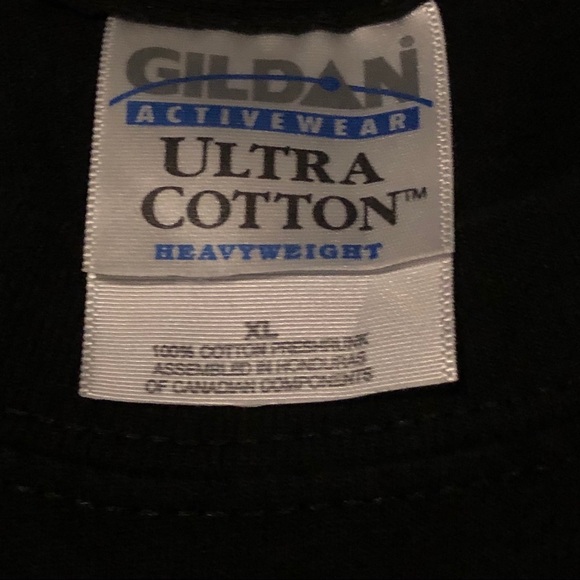 GILDAN
ACTIVEWEAR
ULTRA
COTTON™
HEAVYWEIGHT
XL
100% COTTON PRESHRUNK
ASSEMBLED IN HONDURAS
OF CANADIAN COMPONENTS